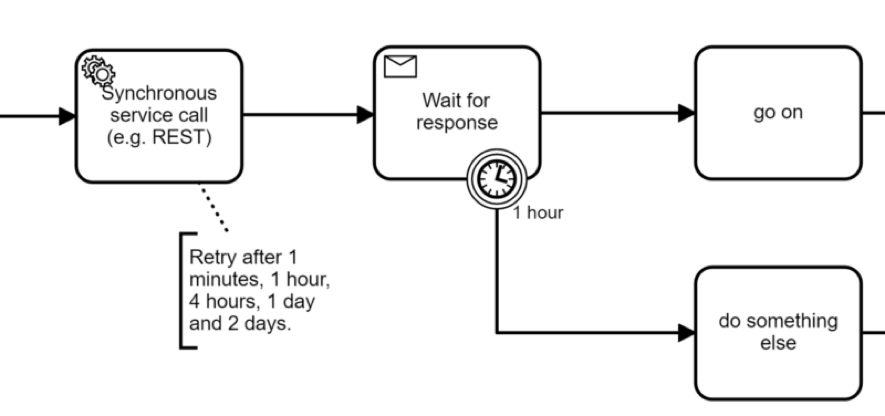 Synchronous
service call
(e.g. REST)
Wait for
response
go on
1 hour
Retry after 1
minutes, 1 hour,
4 hours, 1 day
and 2 days.
do something
else